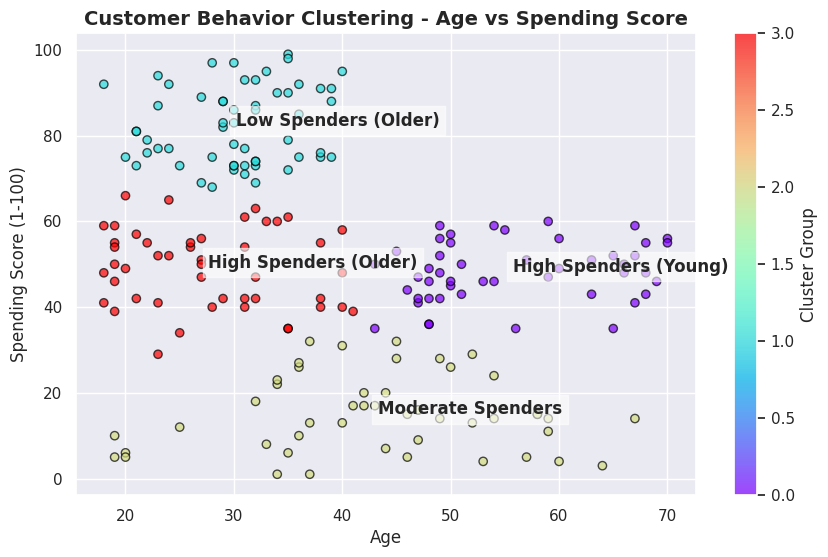 Customer Behavior Clustering - Age vs Spending Score
100
80
60
40
20
0
Spending Score (1-100)
Low Spenders (Older)
High Spenders (Older)
High Spenders (Young)
Moderate Spenders
20
30
40
50
60
70
Age
3.0
2.5
2.0
1.5
1.0
0.5
0.0
Cluster Group